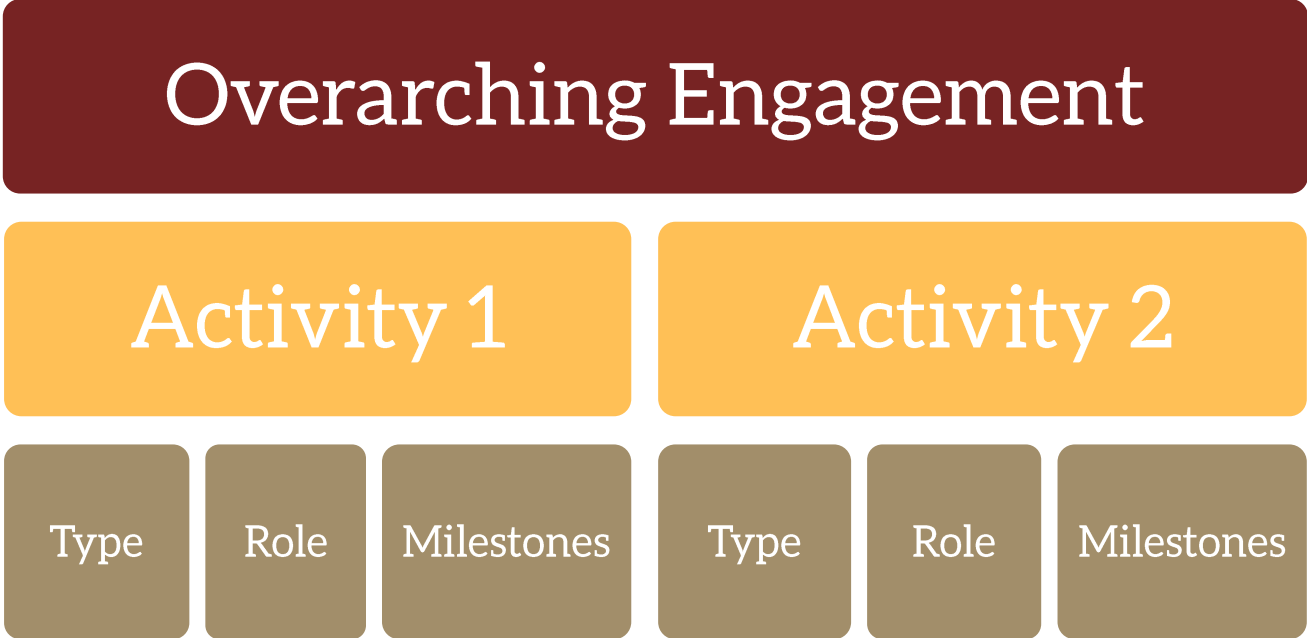 Overarching Engagement
Activity 1
Activity 2
Type
Role
Milestones
Type
Role
Milestones